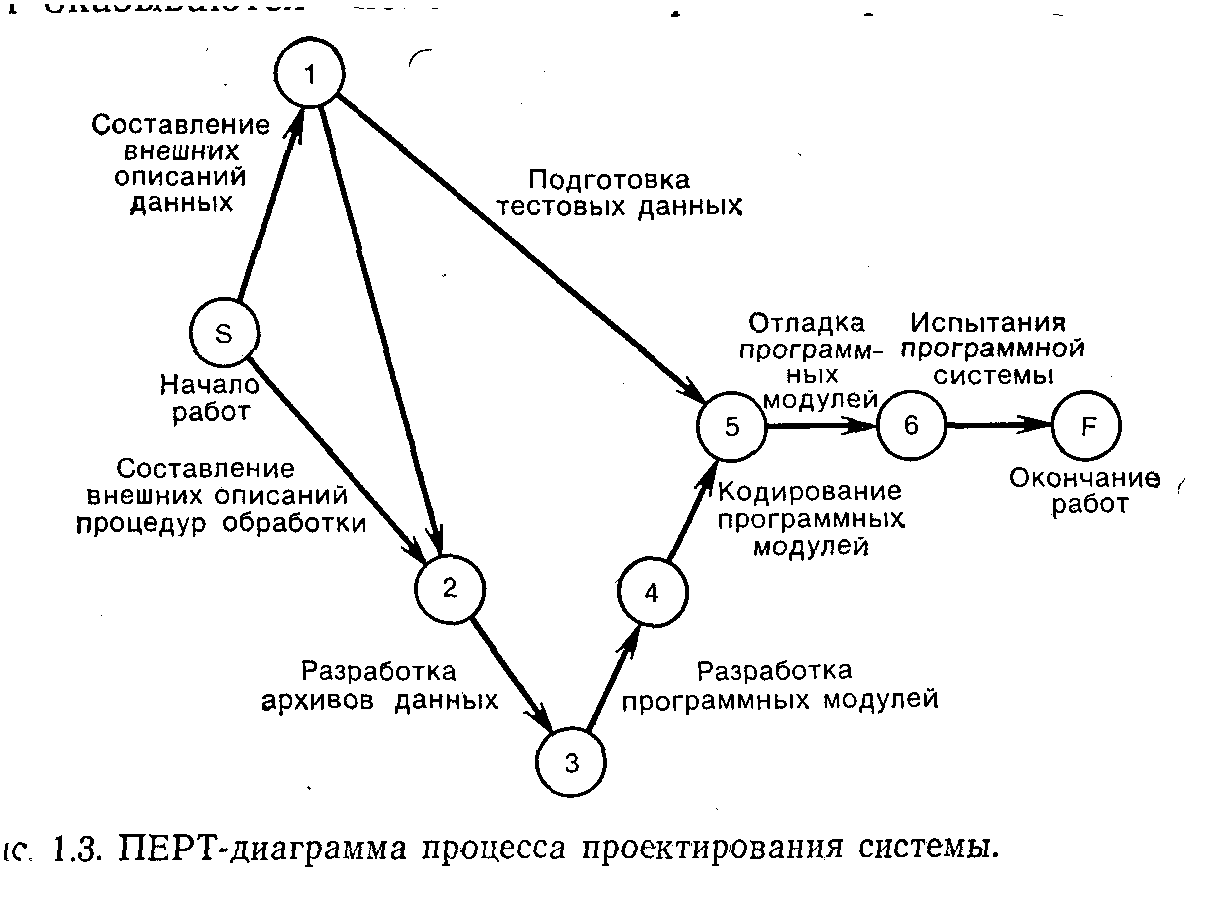 1
Составление
внешних
описаний
данных
Подготовка
тестовых данных
S
Начало
работ
Отладка
программ-
ных
модулей
Испытания
программной
системы
5
6
F
Окончание
работ
Составление
внешних описаний
процедур обработки
Кодирование
программных
модулей
2
4
Разработка
архивов данных
Разработка
программных модулей
3
1.3. ПЕРТ-диаграмма процесса проектирования системы.